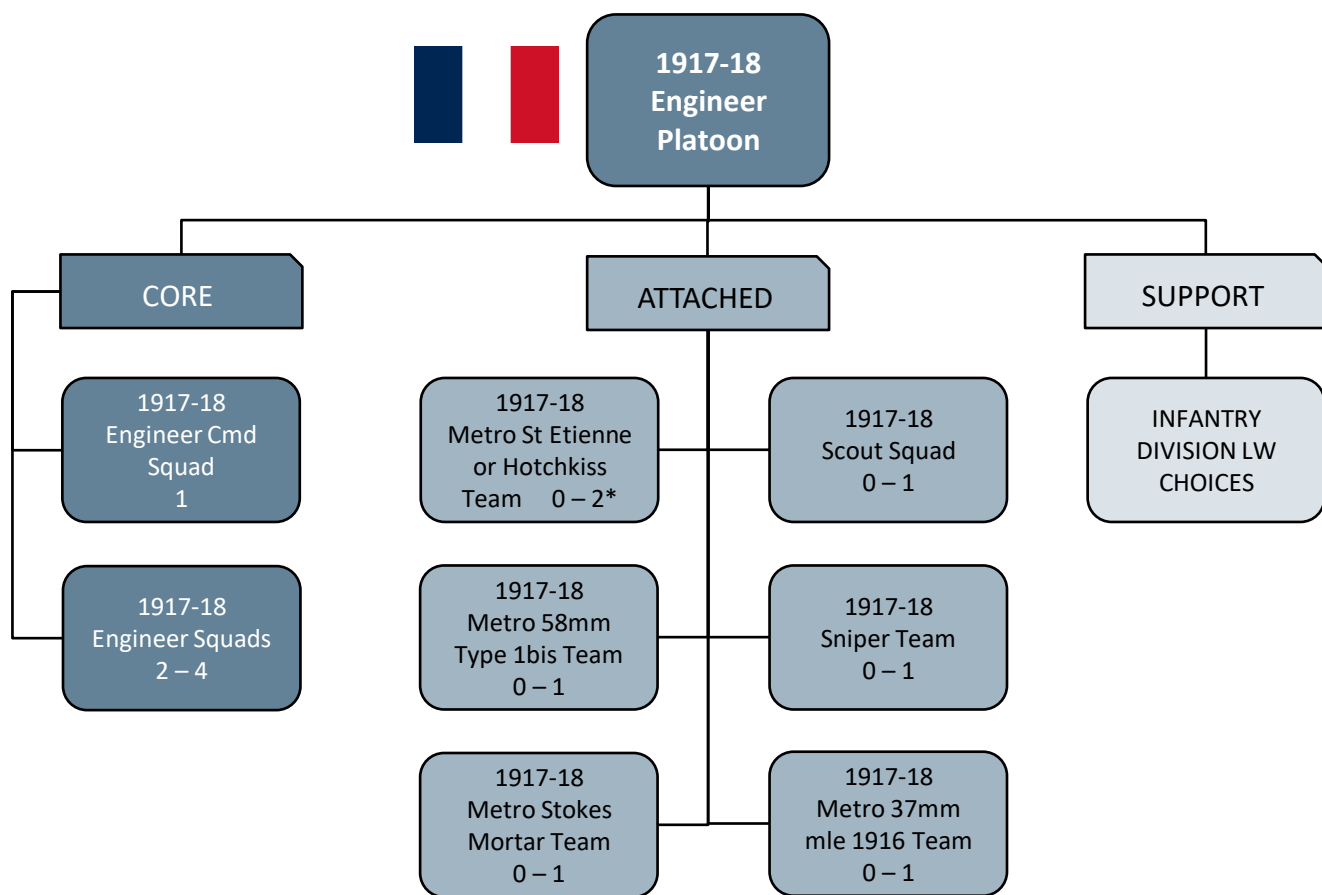 1917-18
Engineer
Platoon
CORE
ATTACHED
SUPPORT
1917-18
Engineer Cmd
Squad
1
1917-18
Metro St Etienne
or Hotchkiss
Team 0 – 2*
1917-18
Scout Squad
0 – 1
INFANTRY
DIVISION LW
CHOICES
1917-18
Engineer Squads
2 – 4
1917-18
Metro 58mm
Type 1bis Team
0 – 1
1917-18
Sniper Team
0 – 1
1917-18
Metro Stokes
Mortar Team
0 – 1
1917-18
Metro 37mm
mle 1916 Team
0 – 1